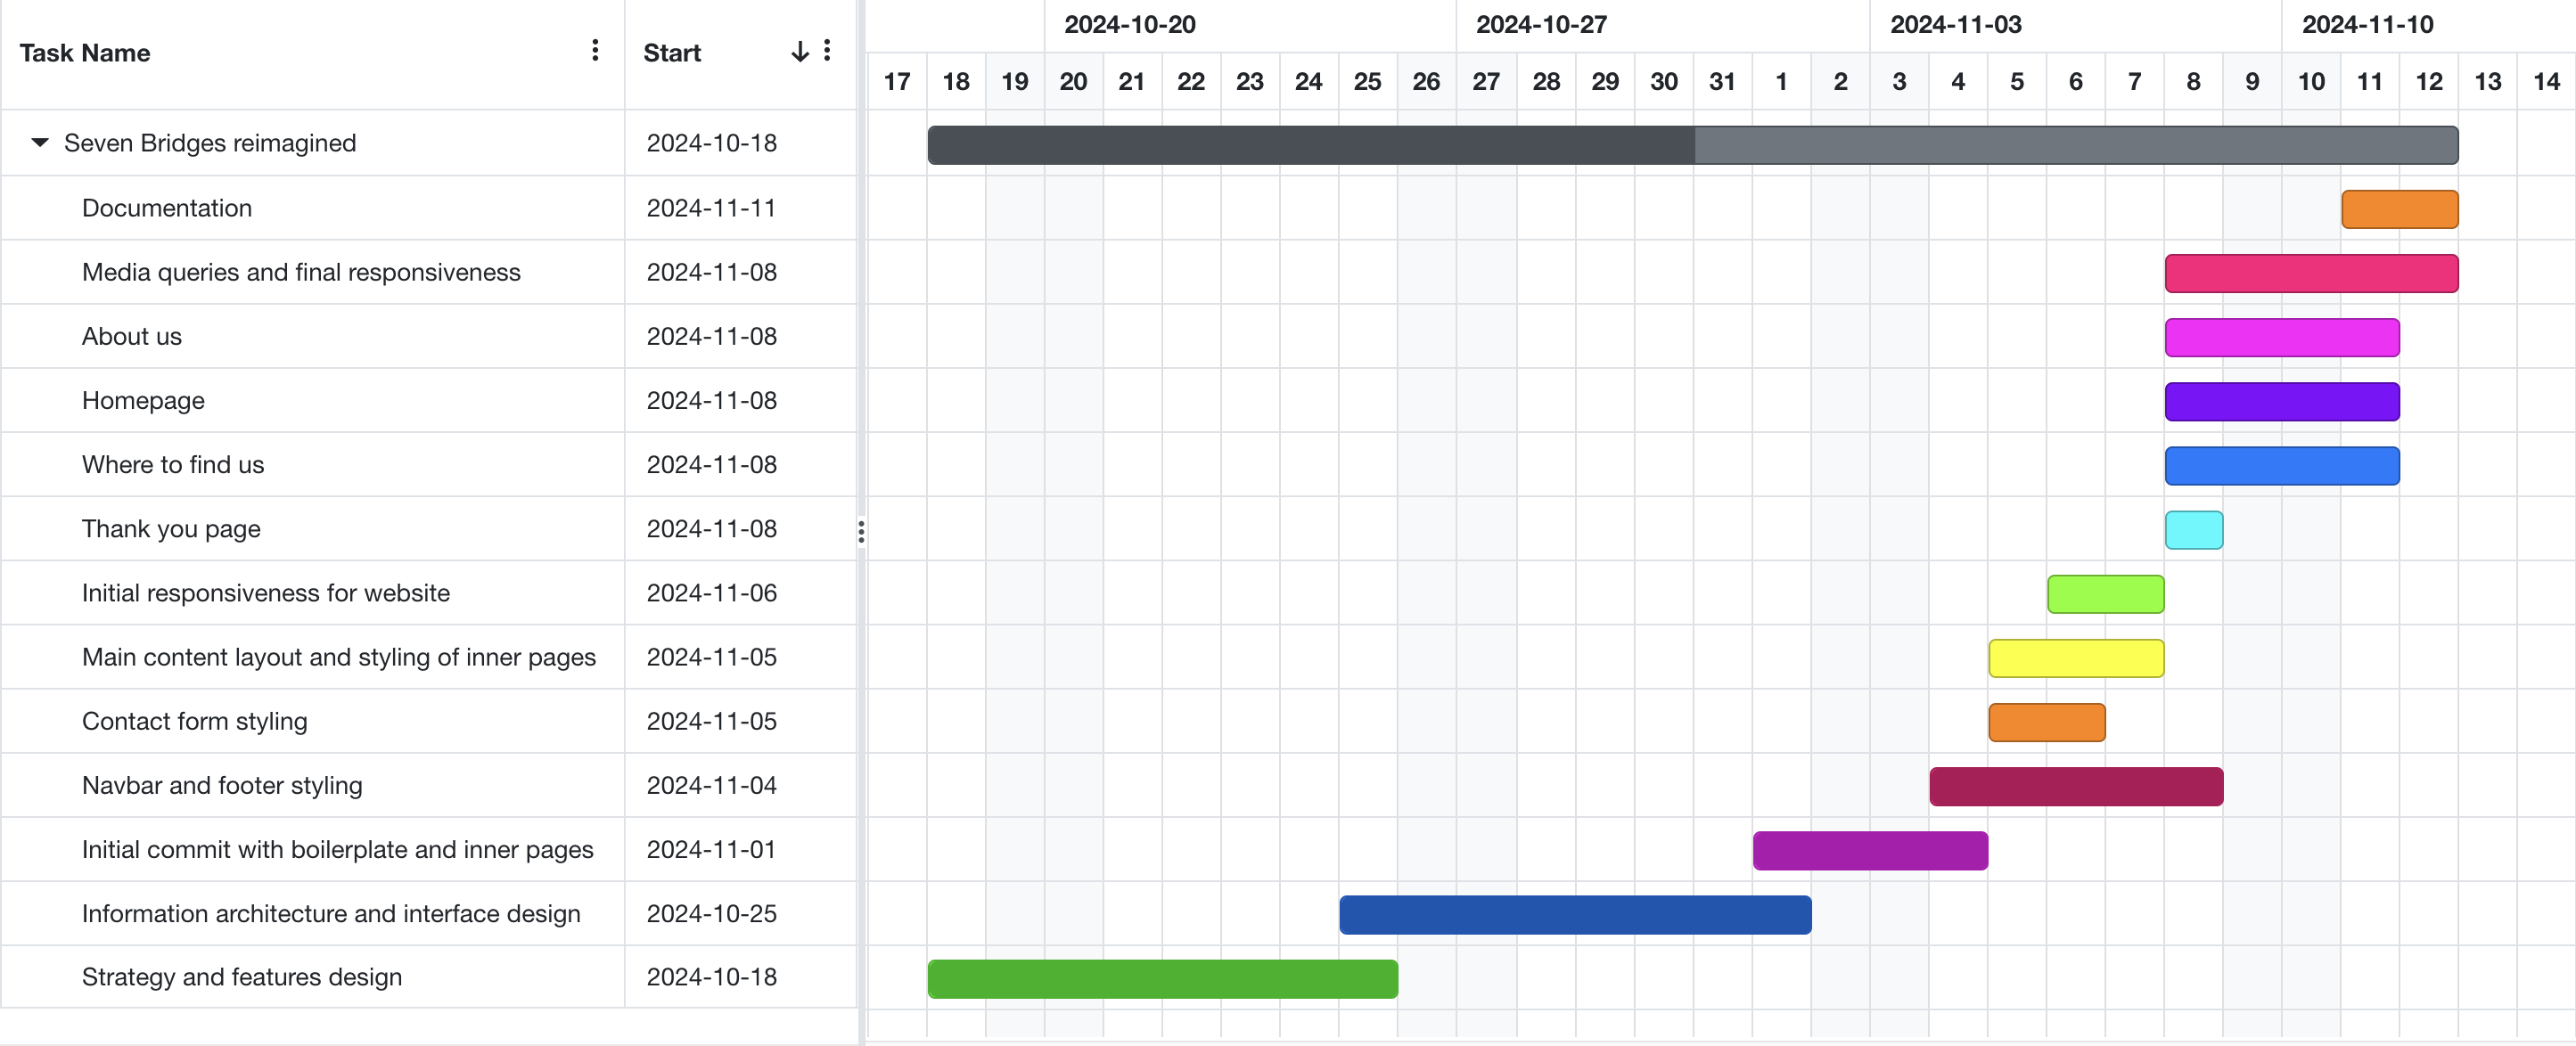 2024-10-20 2024-10-27 2024-11-03 2024-11-10
Task Name Start
17 18 19 20 21 22 23 24 25 26 27 28 29 30 31 1 2 3 4 5 6 7 8 9 10 11 12 13 14
Seven Bridges reimagined 2024-10-18
Documentation 2024-11-11
Media queries and final responsiveness 2024-11-08
About us 2024-11-08
Homepage 2024-11-08
Where to find us 2024-11-08
Thank you page 2024-11-08
Initial responsiveness for website 2024-11-06
Main content layout and styling of inner pages 2024-11-05
Contact form styling 2024-11-05
Navbar and footer styling 2024-11-04
Initial commit with boilerplate and inner pages 2024-11-01
Information architecture and interface design 2024-10-25
Strategy and features design 2024-10-18